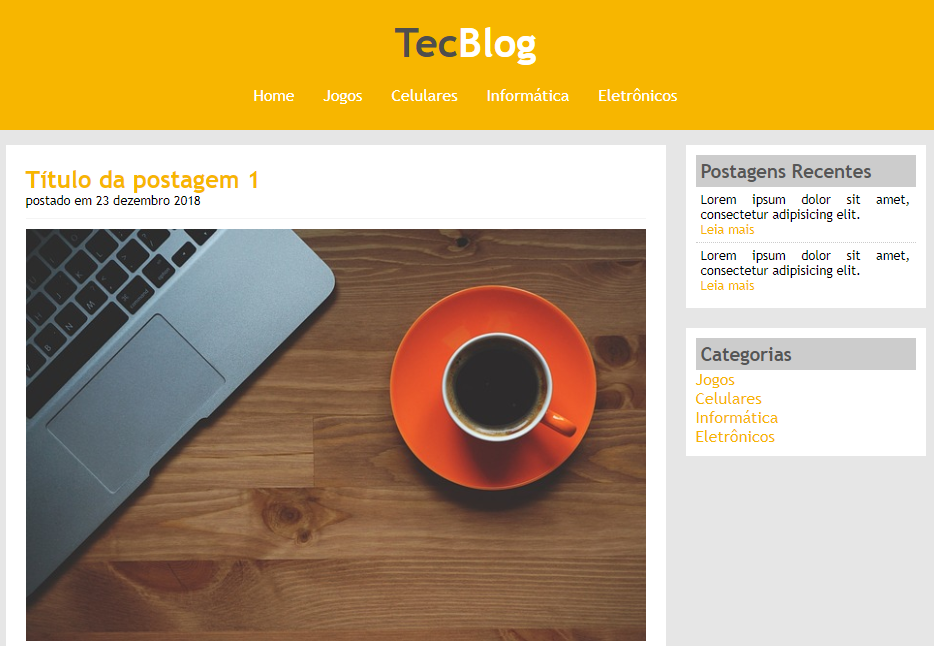 TecBlog
Home Jogos Celulares Informática Eletrônicos
Título da postagem 1
postado em 23 dezembro 2018
Postagens Recentes
Lorem ipsum dolor sit amet,
consectetur adipisicing elit.
Leia mais
Lorem ipsum dolor sit amet,
consectetur adipisicing elit.
Leia mais
Categorias
Jogos
Celulares
Informática
Eletrônicos